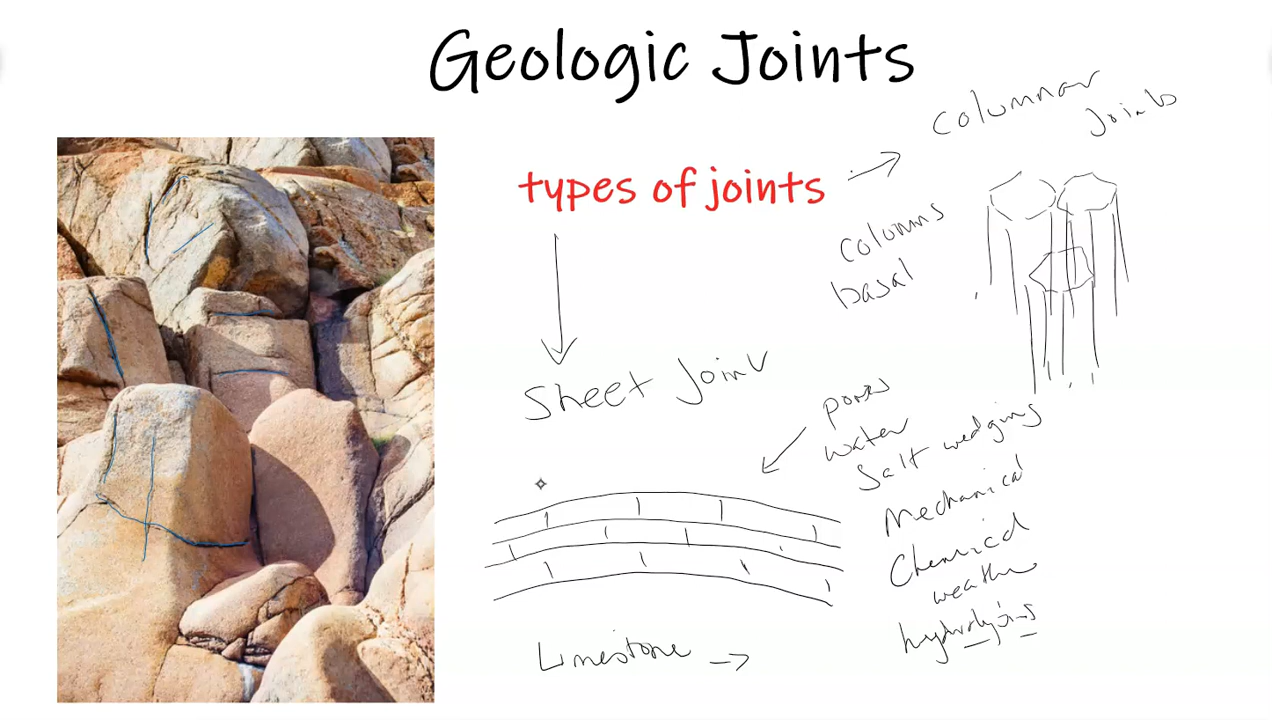 Geologic Joints
types of joints
columnar
Joints
columns
basal
Sheet Joint
pores
water
Salt wedging
Mechanical
Chemical
weather
hydrolysis
Limestone